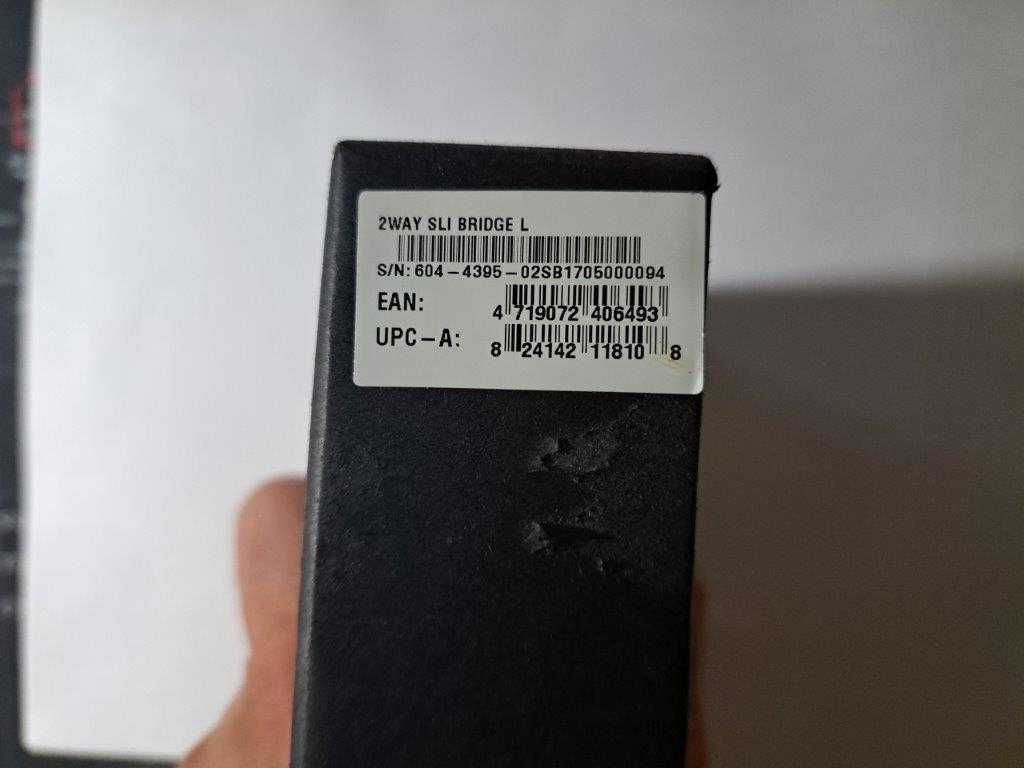 2WAY SLI BRIDGE L
S/N: 604-4395-02SB1705000094
EAN: 4 719072 406493
UPC-A: 8 24142 11810 8